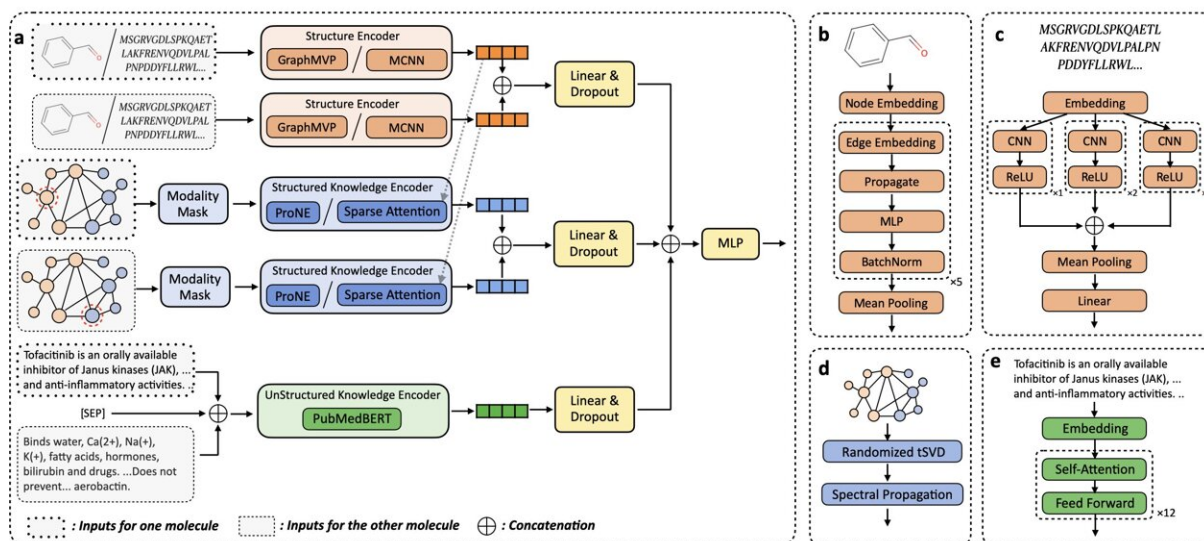 a
MSGRVGDLSPKQAET
LAKFRENVQDVLPAL
PNPDDYFLLRWL...
Structure Encoder
GraphMVP / MCNN
Linear &
Dropout
MSGRVGDLSPKQAET
LAKFRENVQDVLPAL
PNPDDYFLLRWL...
Structure Encoder
GraphMVP / MCNN
Modality
Mask
Structured Knowledge Encoder
ProNE / Sparse Attention
Linear &
Dropout
MLP
Modality
Mask
Structured Knowledge Encoder
ProNE / Sparse Attention
Tofacitinib is an orally available
inhibitor of Janus kinases (JAK), ...
and anti-inflammatory activities. ..
[SEP]
UnStructured Knowledge Encoder
PubMedBERT
Linear &
Dropout
Binds water, Ca(2+), Na(+),
K(+), fatty acids, hormones,
bilirubin and drugs. ...Does not
prevent... aerobactin.
: Inputs for one molecule
: Inputs for the other molecule
: Concatenation
b
O
Node Embedding
Edge Embedding
Propagate
MLP
BatchNorm
×5
Mean Pooling
c
MSGRVGDLSPKQAETL
AKFRENVQDVLPALPN
PDDYFLLRWL...
Embedding
CNN
CNN
CNN
ReLU
×1
ReLU
×2
ReLU
Mean Pooling
Linear
d
Randomized tSVD
Spectral Propagation
e
Tofacitinib is an orally available
inhibitor of Janus kinases (JAK), ...
and anti-inflammatory activities. ..
Embedding
Self-Attention
Feed Forward
×12